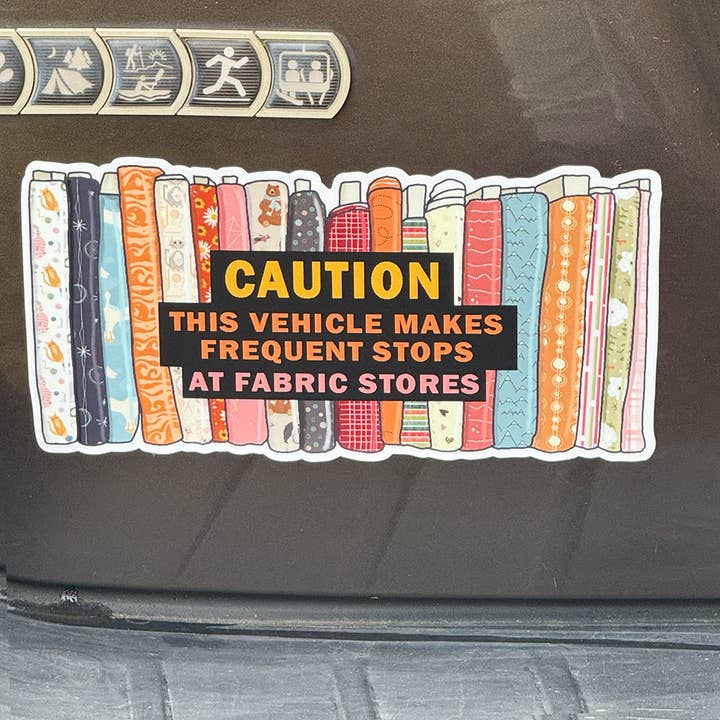 CAUTION
THIS VEHICLE MAKES
FREQUENT STOPS
AT FABRIC STORES